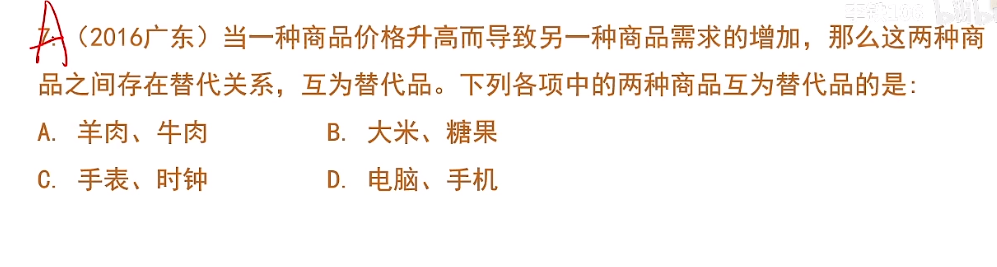 A
7.（2016广东）当一种商品价格升高而导致另一种商品需求的增加，那么这两种商
品之间存在替代关系，互为替代品。下列各项中的两种商品互为替代品的是:
A. 羊肉、牛肉 B. 大米、糖果
C. 手表、时钟 D. 电脑、手机